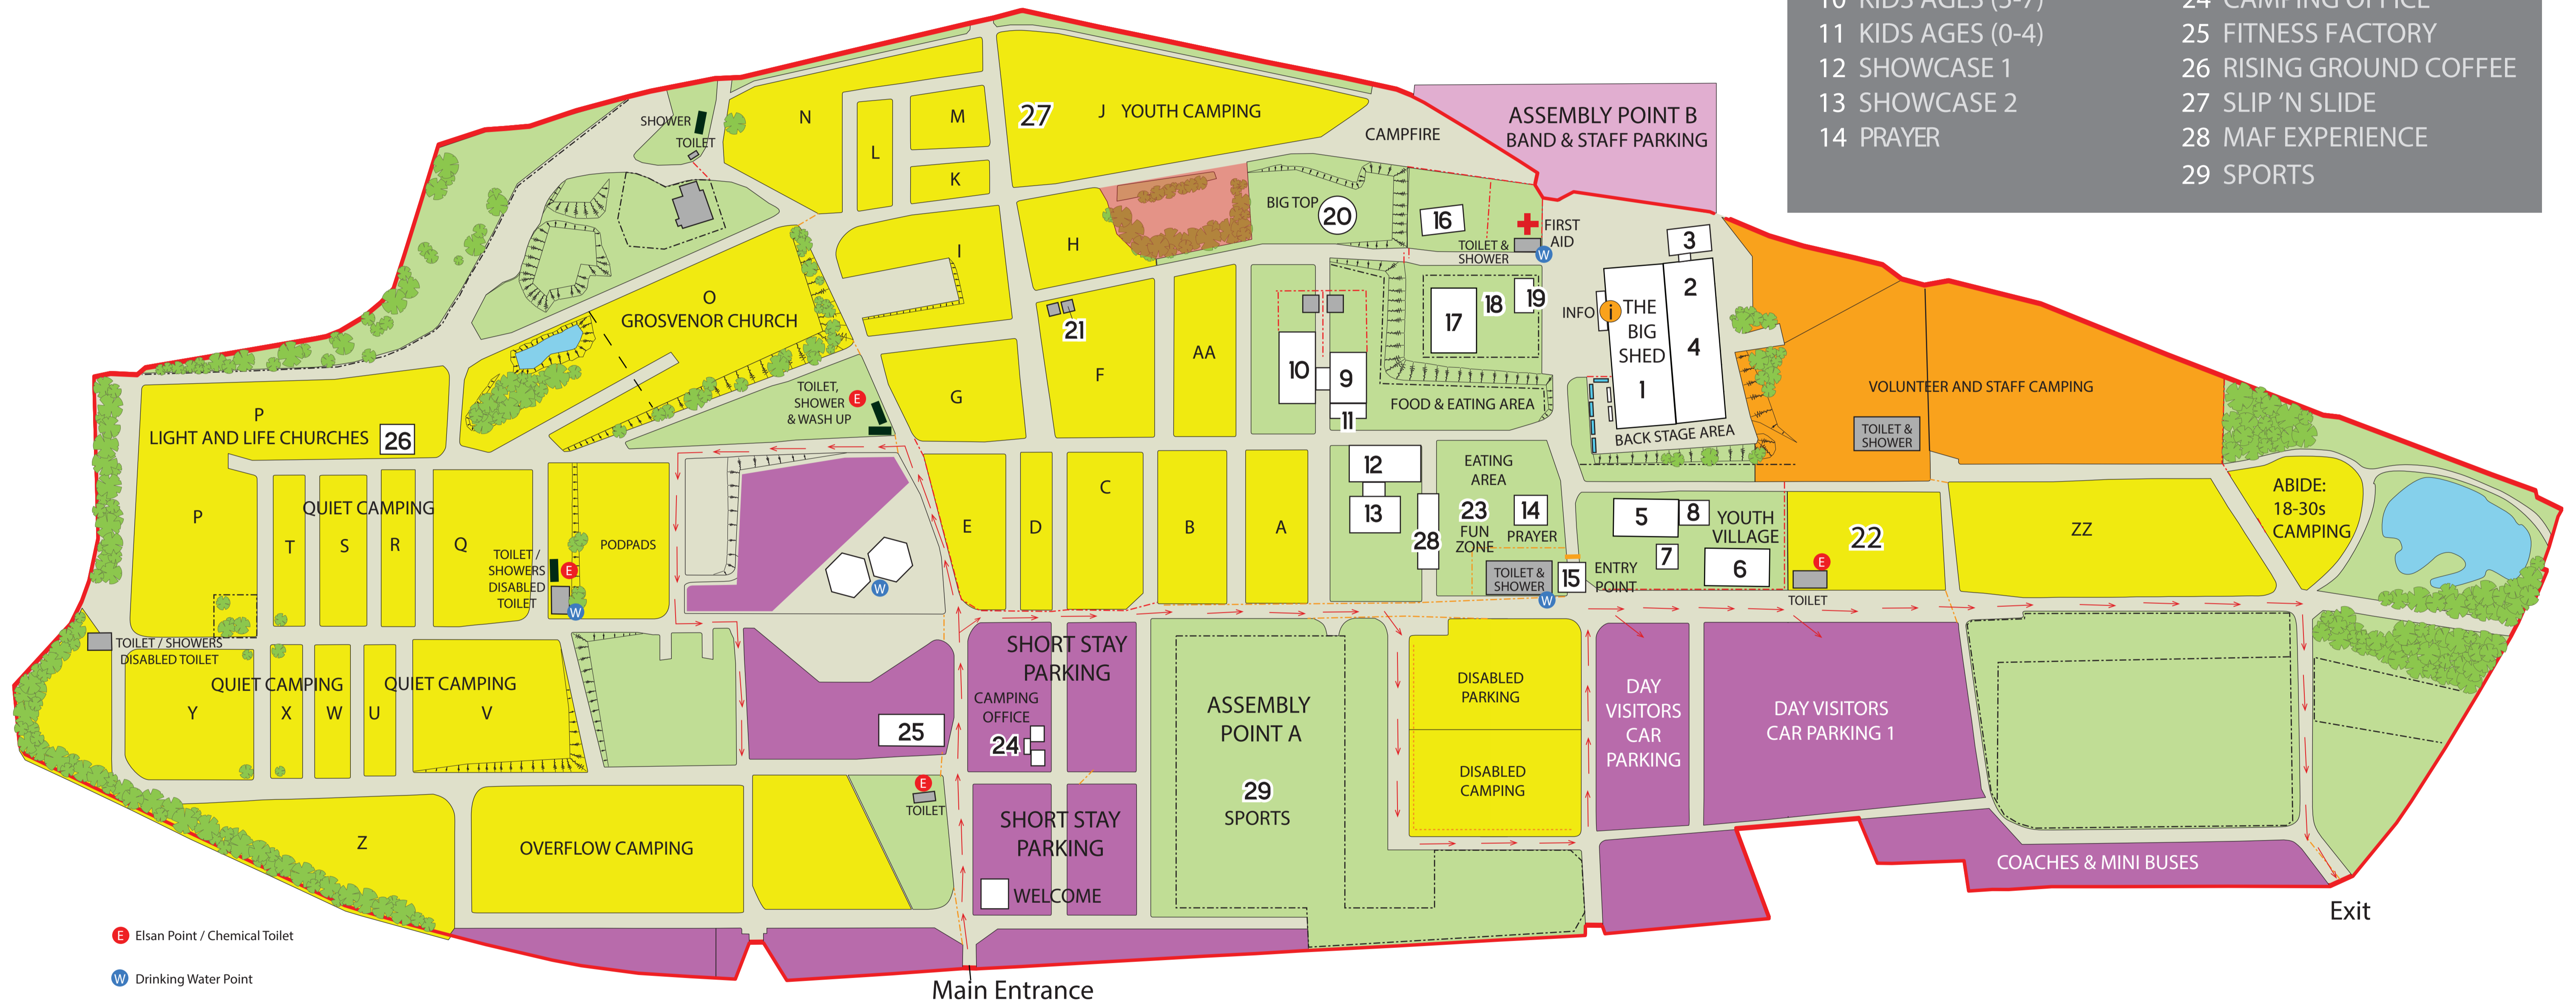 10 KIDS AGES (5-7)
11 KIDS AGES (0-4)
12 SHOWCASE 1
13 SHOWCASE 2
14 PRAYER
24 CAMPING OFFICE
25 FITNESS FACTORY
26 RISING GROUND COFFEE
27 SLIP ‘N SLIDE
28 MAF EXPERIENCE
29 SPORTS
SHOWER
TOILET
N
L
M
K
27
J YOUTH CAMPING
CAMPFIRE
ASSEMBLY POINT B
BAND & STAFF PARKING
I
H
BIG TOP
20
16
FIRST
AID
TOILET &
SHOWER
W
3
O
GROSVENOR CHURCH
21
F
AA
10
9
11
17
18
19
FOOD & EATING AREA
INFO
i
THE
BIG
SHED
1
2
4
BACK STAGE AREA
VOLUNTEER AND STAFF CAMPING
TOILET &
SHOWER
P
LIGHT AND LIFE CHURCHES
26
TOILET,
SHOWER
& WASH UP
E
G
P
QUIET CAMPING
T
S
R
Q
PODPADS
TOILET /
SHOWERS
DISABLED
TOILET
E
W
W
E
D
C
B
A
12
13
28
EATING
AREA
23
FUN
ZONE
14
PRAYER
TOILET &
SHOWER
W
15
ENTRY
POINT
5
8
7
6
YOUTH
VILLAGE
22
E
TOILET
ZZ
ABIDE:
18-30s
CAMPING
TOILET / SHOWERS
DISABLED TOILET
QUIET CAMPING
QUIET CAMPING
Y
X
W
U
V
25
SHORT STAY
PARKING
CAMPING
OFFICE
24
ASSEMBLY
POINT A
29
SPORTS
DISABLED
PARKING
DISABLED
CAMPING
DAY
VISITORS
CAR
PARKING
DAY VISITORS
CAR PARKING 1
E
TOILET
Z
OVERFLOW CAMPING
SHORT STAY
PARKING
WELCOME
COACHES & MINI BUSES
Exit
E Elsan Point / Chemical Toilet
W Drinking Water Point
Main Entrance